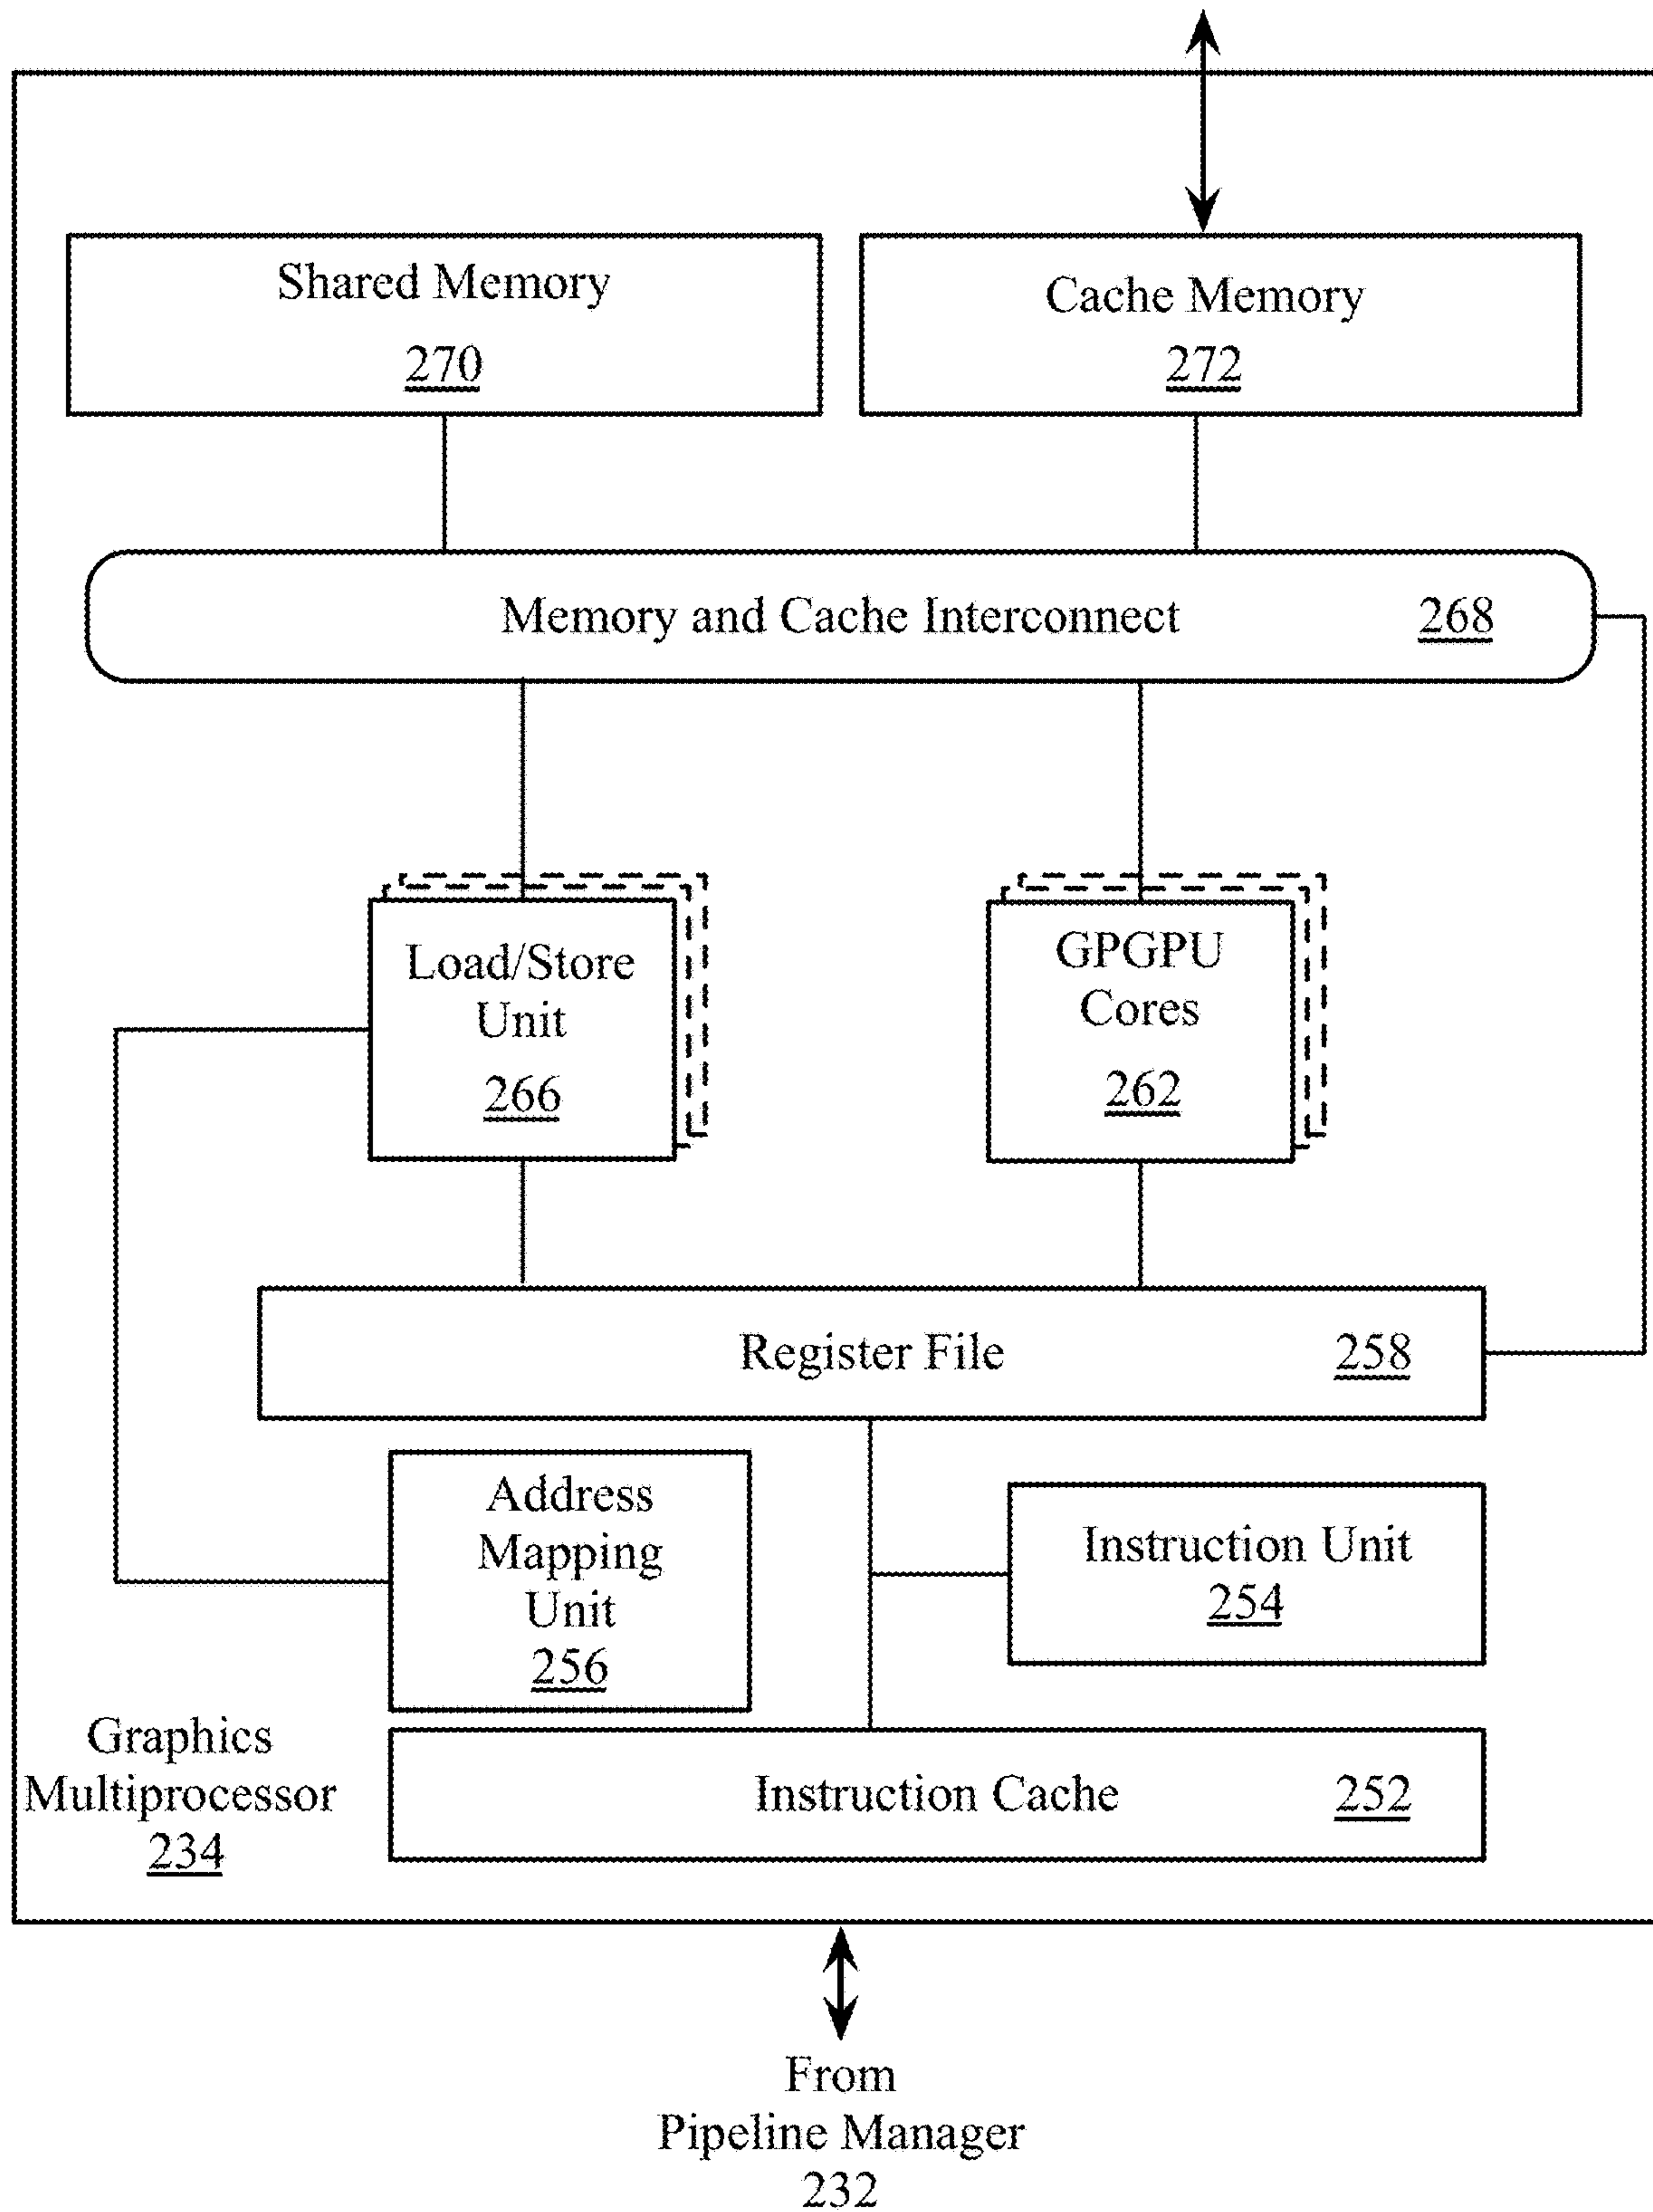 Shared Memory
270
Cache Memory
272
Memory and Cache Interconnect 268
Load/Store
Unit
266
GPGPU
Cores
262
Register File 258
Address
Mapping
Unit
256
Instruction Unit
254
Graphics
Multiprocessor
234
Instruction Cache 252
From
Pipeline Manager
232